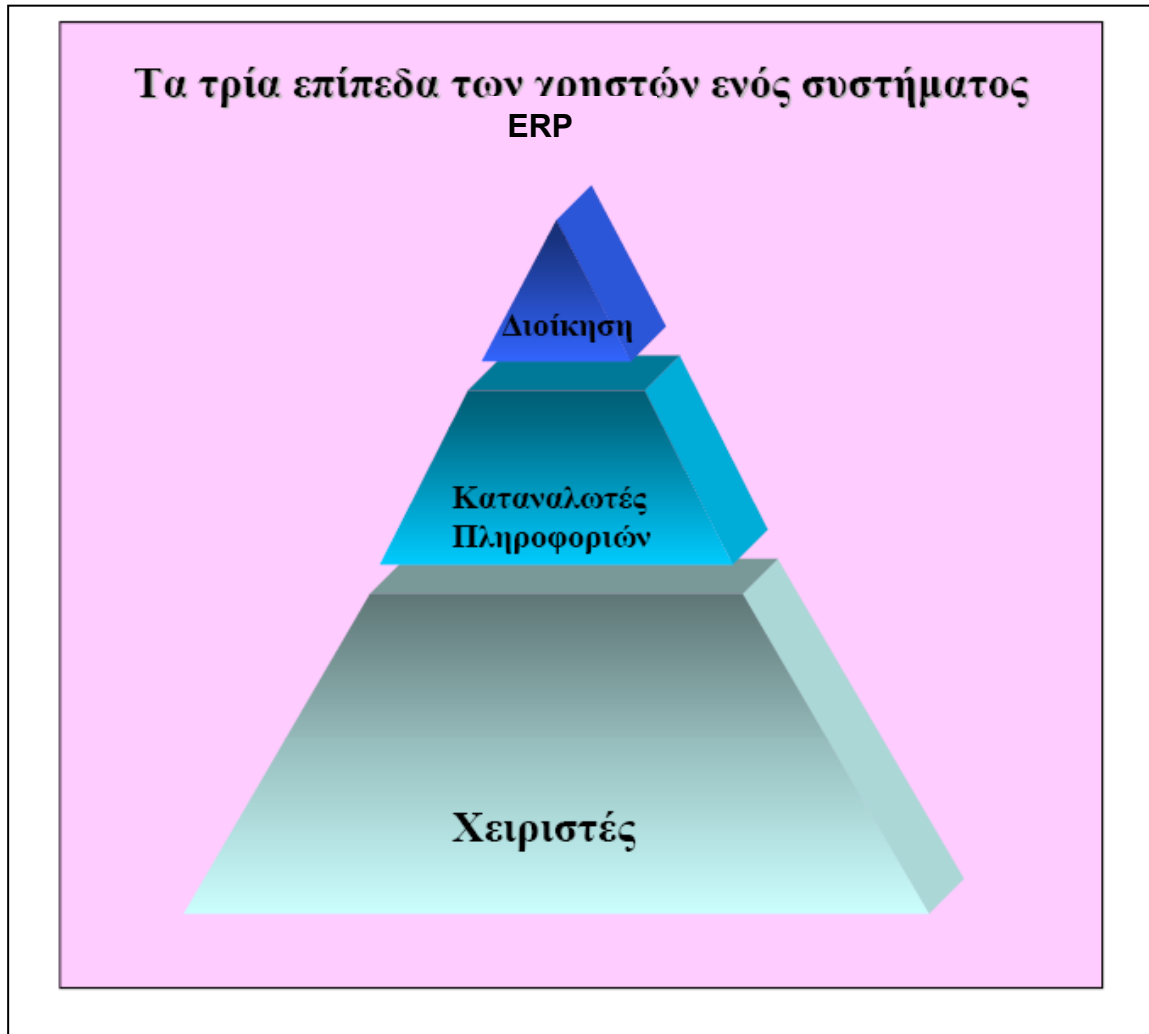 Τα τρία επίπεδα των χρηστών ενός συστήματος
ERP
Διοίκηση
Καταναλωτές
Πληροφοριών
Χειριστές